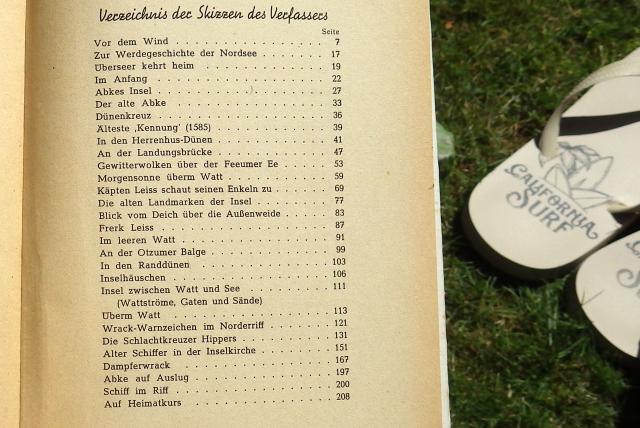 Verzeichnis der Skizzen des Verfassers
Seite
Vor dem Wind . . . . . . . . . . . . . . . . . 7
Zur Werdegeschichte der Nordsee . . . . . . . 17
Überseer kehrt heim . . . . . . . . . . . . . . 19
Im Anfang . . . . . . . . . . . . . . . . . . . 22
Abkes Insel . . . . . . . . . . . . . . . . . . 27
Der alte Abke . . . . . . . . . . . . . . . . . 33
Dünenkreuz . . . . . . . . . . . . . . . . . . 36
Älteste ‚Kennung' (1585) . . . . . . . . . . . . 39
In den Herrenhus-Dünen . . . . . . . . . . . . 41
An der Landungsbrücke . . . . . . . . . . . . 47
Gewitterwolken über der Feeumer Ee . . . . . 53
Morgensonne überm Watt . . . . . . . . . . . . 59
Käpten Leiss schaut seinen Enkeln zu . . . . . 69
Die alten Landmarken der Insel . . . . . . . . 77
Blick vom Deich über die Außenweide . . . . . 83
Frerk Leiss . . . . . . . . . . . . . . . . . . 87
Im leeren Watt . . . . . . . . . . . . . . . . 91
An der Otzumer Balge . . . . . . . . . . . . . 99
In den Randdünen . . . . . . . . . . . . . . . 103
Inselhäuschen . . . . . . . . . . . . . . . . . 106
Insel zwischen Watt und See . . . . . . . . . . 111
(Wattströme, Gaten und Sände)
Überm Watt . . . . . . . . . . . . . . . . . . 113
Wrack-Warnzeichen im Norderriff . . . . . . . 121
Die Schlachtkreuzer Hippers . . . . . . . . . . 131
Alter Schiffer in der Inselkirche . . . . . . . . 151
Dampferwrack . . . . . . . . . . . . . . . . . 167
Abke auf Auslug . . . . . . . . . . . . . . . . 197
Schiff im Riff . . . . . . . . . . . . . . . . . 200
Auf Heimatkurs . . . . . . . . . . . . . . . . 208
CALIFORNIA
SURF